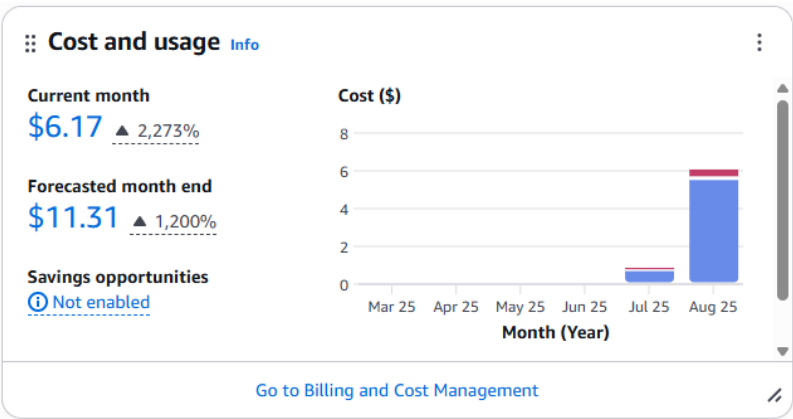 Cost and usage Info
Current month
$6.17 ▲ 2,273%
Forecasted month end
$11.31 ▲ 1,200%
Savings opportunities
Not enabled
Cost ($)
8
6
4
2
0
Mar 25 Apr 25 May 25 Jun 25 Jul 25 Aug 25
Month (Year)
Go to Billing and Cost Management